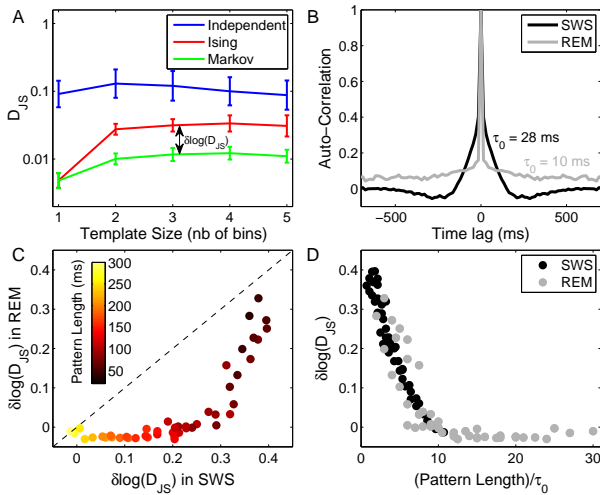 A
1
0.1
0.01
D_JS
Independent
Ising
Markov
δlog(D_JS)
1 2 3 4 5
Template Size (nb of bins)
B
1
0.8
0.6
0.4
0.2
0
Auto−Correlation
SWS
REM
τ_0 = 28 ms
τ_0 = 10 ms
−500 0 500
Time lag (ms)
C
0.4
0.3
0.2
0.1
0
δlog(D_JS) in REM
Pattern Length (ms)
300
250
200
150
100
50
0 0.1 0.2 0.3 0.4
δlog(D_JS) in SWS
D
0.4
0.3
0.2
0.1
0
δlog(D_JS)
SWS
REM
0 10 20 30
(Pattern Length)/τ_0